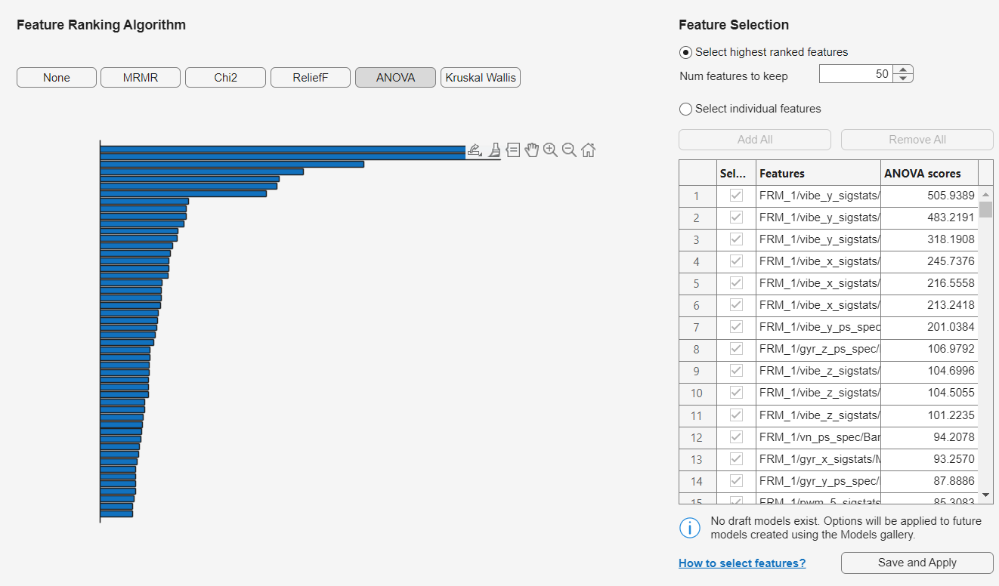 Feature Ranking Algorithm
None MRMR Chi2 ReliefF ANOVA Kruskal Wallis
Feature Selection
Select highest ranked features
Num features to keep 50
Select individual features
Add All Remove All
Sel... Features ANOVA scores
1 FRM_1/vibe_y_sigstats/ 505.9389
2 FRM_1/vibe_y_sigstats/ 483.2191
3 FRM_1/vibe_y_sigstats/ 318.1908
4 FRM_1/vibe_x_sigstats/ 245.7376
5 FRM_1/vibe_x_sigstats/ 216.5558
6 FRM_1/vibe_x_sigstats/ 213.2418
7 FRM_1/vibe_y_ps_spec 201.0384
8 FRM_1/gyr_z_ps_spec/ 106.9792
9 FRM_1/vibe_z_sigstats/ 104.6996
10 FRM_1/vibe_z_sigstats/ 104.5055
11 FRM_1/vibe_z_sigstats/ 101.2235
12 FRM_1/vn_ps_spec/Bar 94.2078
13 FRM_1/gyr_x_sigstats/M 93.2570
14 FRM_1/gyr_y_ps_spec/ 87.8886
15 FRM_1/pwm_5_sigstats 85.3083
No draft models exist. Options will be applied to future
models created using the Models gallery.
How to select features? Save and Apply